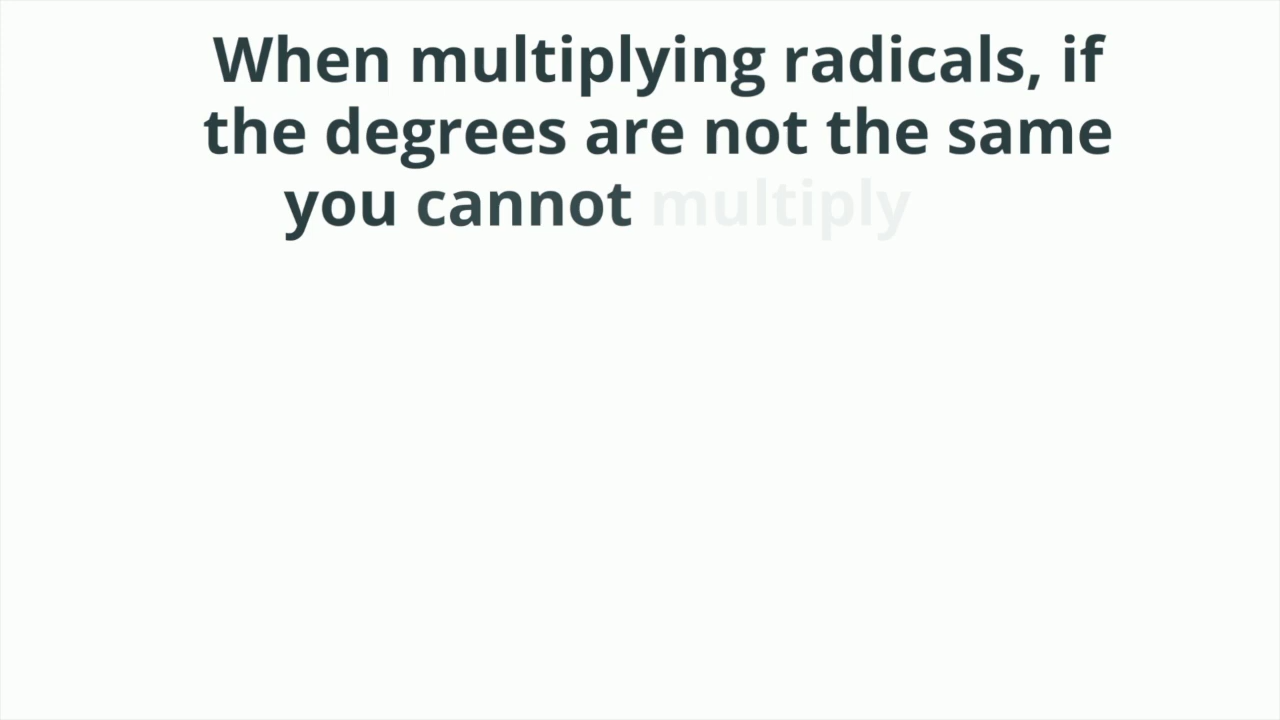 When multiplying radicals, if
the degrees are not the same
you cannot multiply